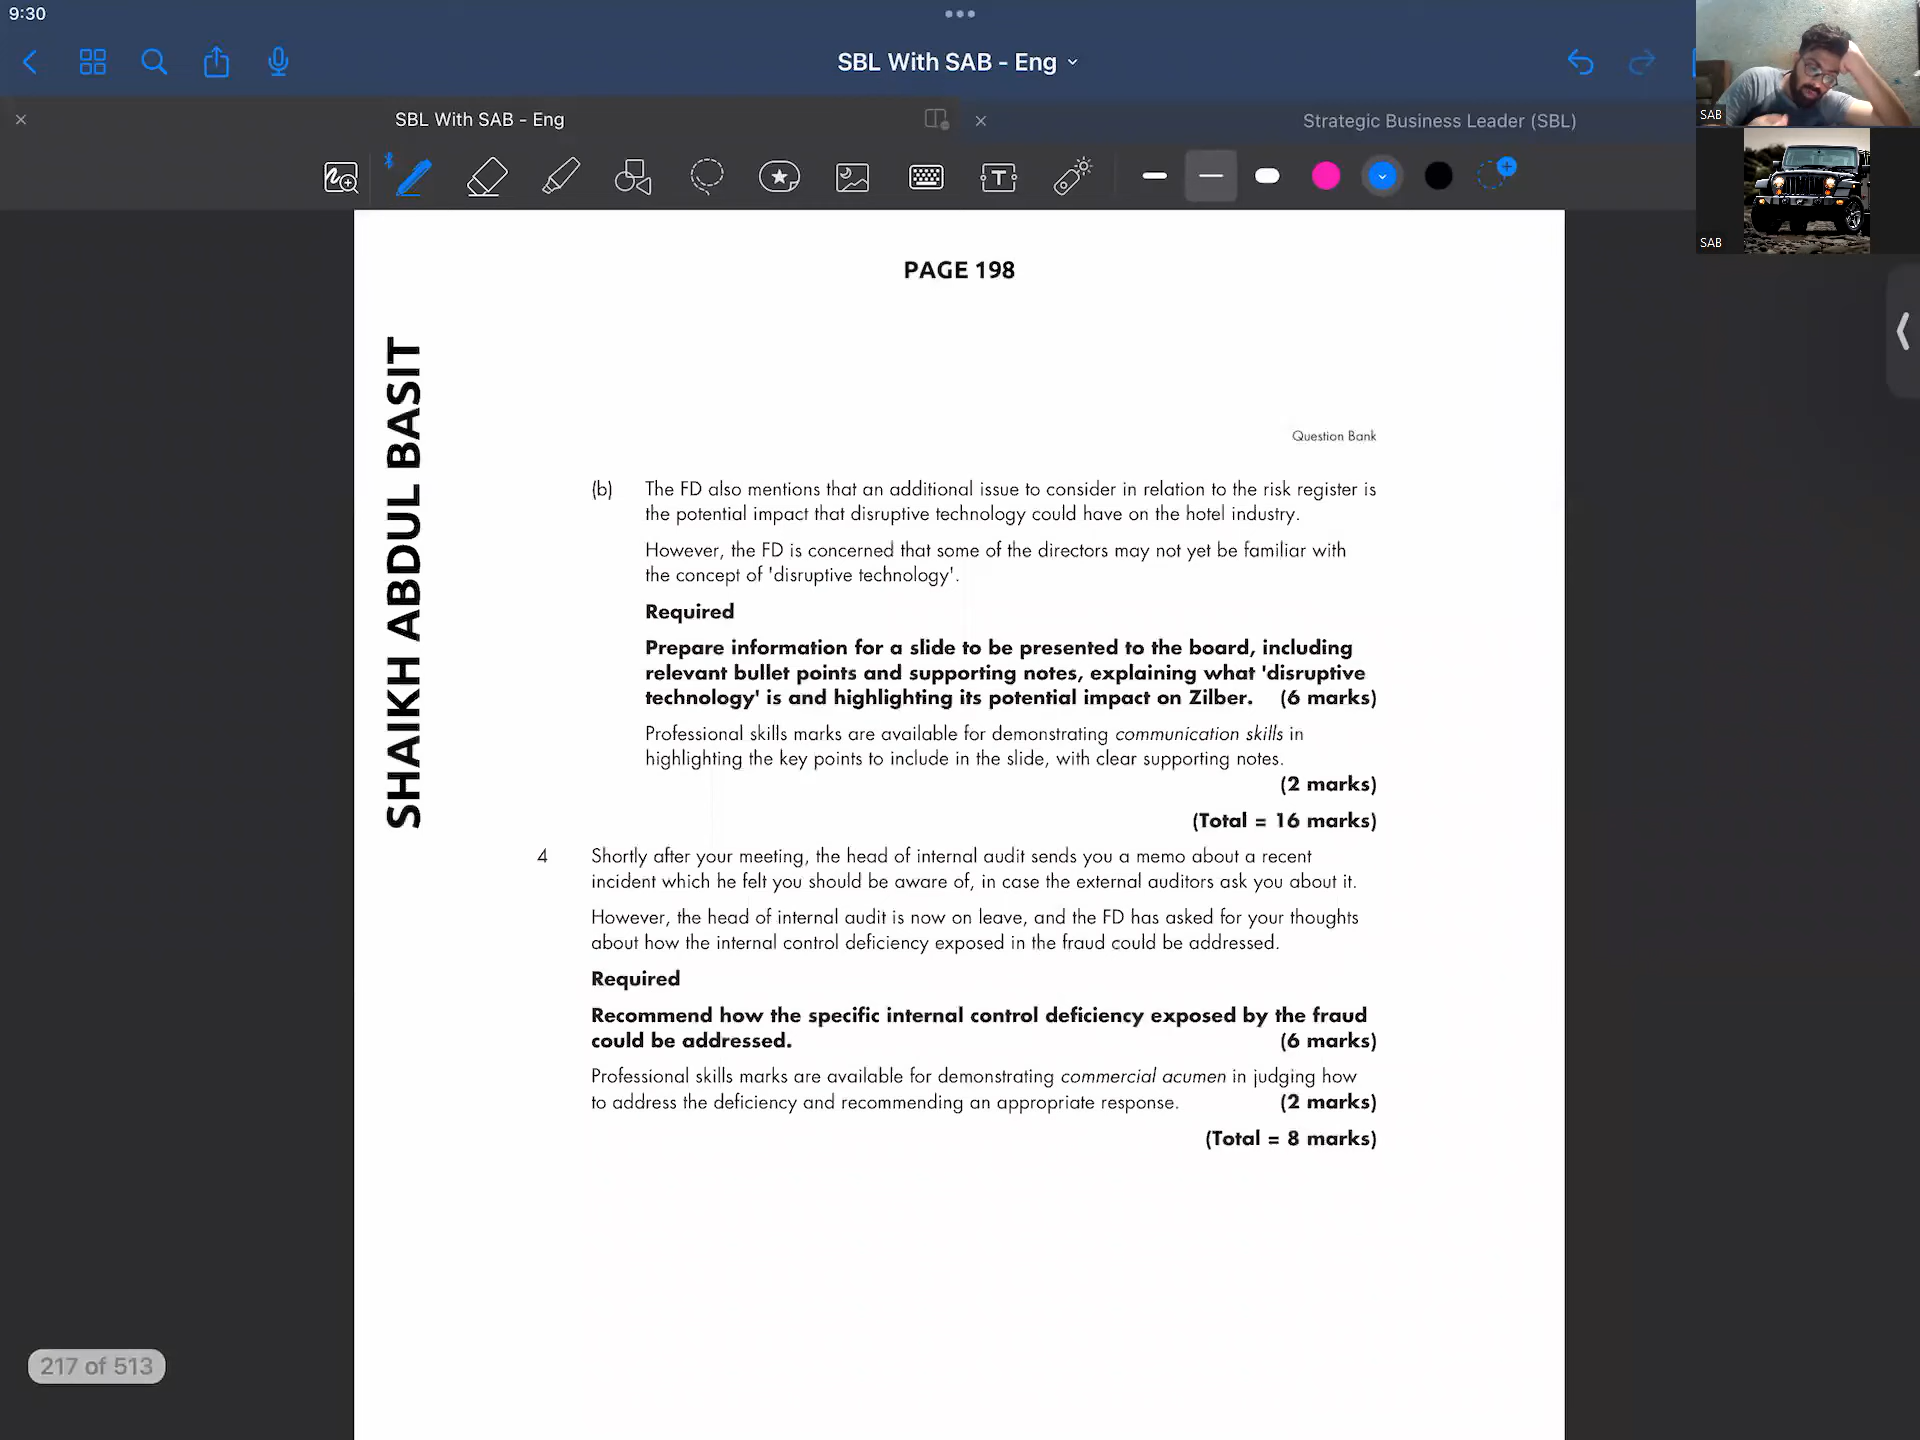 9:30
SBL With SAB - Eng
SBL With SAB - Eng
Strategic Business Leader (SBL)
SAB
SAB
PAGE 198
SHAIKH ABDUL BASIT
Question Bank
(b) The FD also mentions that an additional issue to consider in relation to the risk register is
the potential impact that disruptive technology could have on the hotel industry.
However, the FD is concerned that some of the directors may not yet be familiar with
the concept of 'disruptive technology'.
Required
Prepare information for a slide to be presented to the board, including
relevant bullet points and supporting notes, explaining what 'disruptive
technology' is and highlighting its potential impact on Zilber. (6 marks)
Professional skills marks are available for demonstrating communication skills in
highlighting the key points to include in the slide, with clear supporting notes.
(2 marks)
(Total = 16 marks)
4 Shortly after your meeting, the head of internal audit sends you a memo about a recent
incident which he felt you should be aware of, in case the external auditors ask you about it.
However, the head of internal audit is now on leave, and the FD has asked for your thoughts
about how the internal control deficiency exposed in the fraud could be addressed.
Required
Recommend how the specific internal control deficiency exposed by the fraud
could be addressed. (6 marks)
Professional skills marks are available for demonstrating commercial acumen in judging how
to address the deficiency and recommending an appropriate response. (2 marks)
(Total = 8 marks)
217 of 513